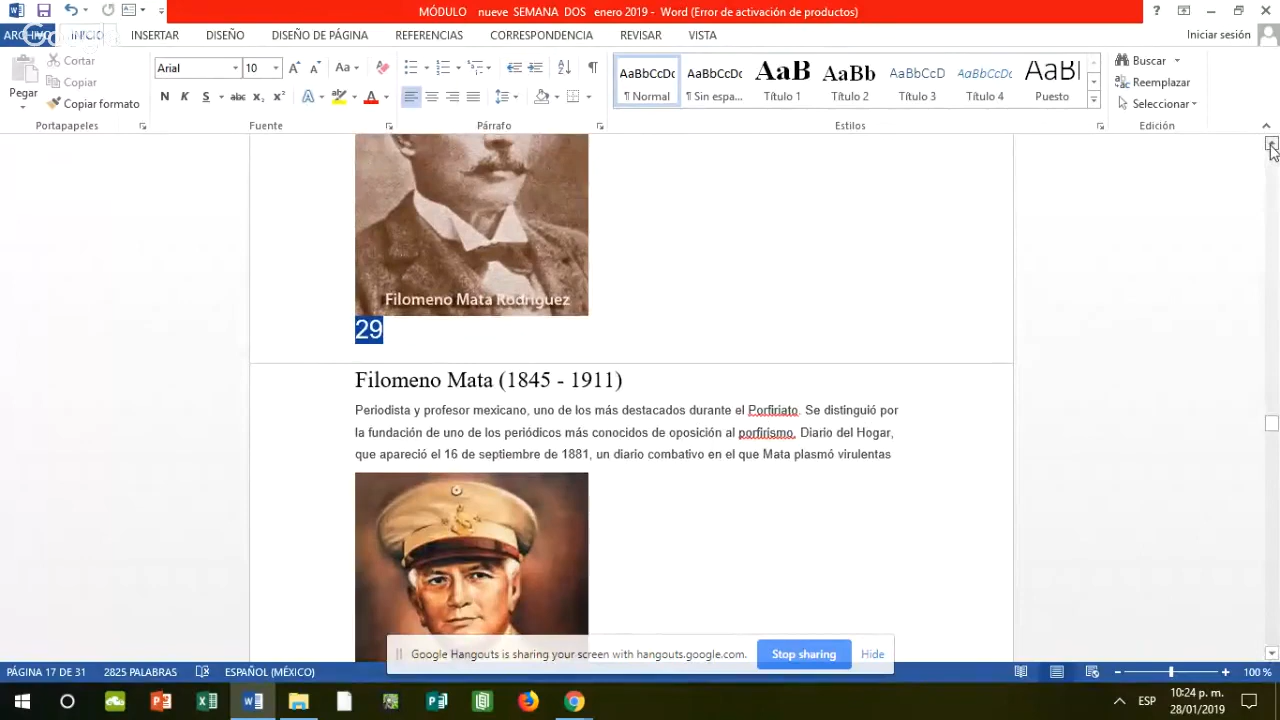 MÓDULO nueve SEMANA DOS enero 2019 - Word (Error de activación de productos)
ARCHIVO INICIO INSERTAR DISEÑO DISEÑO DE PÁGINA REFERENCIAS CORRESPONDENCIA REVISAR VISTA Iniciar sesión
Pegar
Cortar
Copiar
Copiar formato
Portapapeles
Arial 10
Aa
N K S abc x₂ x²
A
Fuente
Párrafo
AaBbCcDc AaBbCcDc AaB AaBb AaBbCcD AaBbCcD AaBbl
¶ Normal ¶ Sin espa... Título 1 Título 2 Título 3 Título 4 Puesto
Estilos
Buscar
Reemplazar
Seleccionar
Edición
Filomeno Mata Rodríguez
29
Filomeno Mata (1845 - 1911)
Periodista y profesor mexicano, uno de los más destacados durante el Porfiriato. Se distinguió por
la fundación de uno de los periódicos más conocidos de oposición al porfirismo, Diario del Hogar,
que apareció el 16 de septiembre de 1881, un diario combativo en el que Mata plasmó virulentas
Google Hangouts is sharing your screen with hangouts.google.com. Stop sharing Hide
PÁGINA 17 DE 31 2825 PALABRAS ESPAÑOL (MÉXICO) 100 %
ESP
10:24 p. m.
28/01/2019